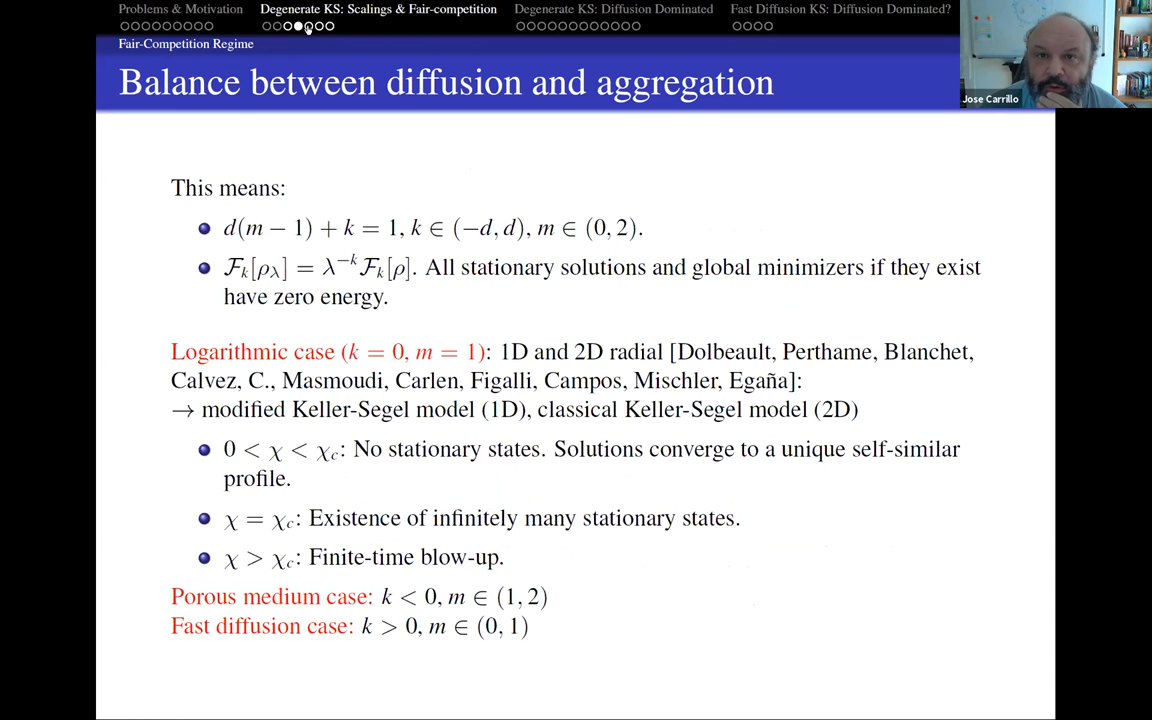 Problems & Motivation
Degenerate KS: Scalings & Fair-competition
Degenerate KS: Diffusion Dominated
Fast Diffusion KS: Diffusion Dominated?
Fair-Competition Regime
Balance between diffusion and aggregation
Jose Carrillo
This means:
d(m − 1) + k = 1, k ∈ (−d, d), m ∈ (0, 2).
ℱₖ[ρ_λ] = λ⁻ᵏℱₖ[ρ]. All stationary solutions and global minimizers if they exist
have zero energy.
Logarithmic case (k = 0, m = 1): 1D and 2D radial [Dolbeault, Perthame, Blanchet,
Calvez, C., Masmoudi, Carlen, Figalli, Campos, Mischler, Egaña]:
→ modified Keller-Segel model (1D), classical Keller-Segel model (2D)
0 < χ < χ_c: No stationary states. Solutions converge to a unique self-similar
profile.
χ = χ_c: Existence of infinitely many stationary states.
χ > χ_c: Finite-time blow-up.
Porous medium case: k < 0, m ∈ (1, 2)
Fast diffusion case: k > 0, m ∈ (0, 1)